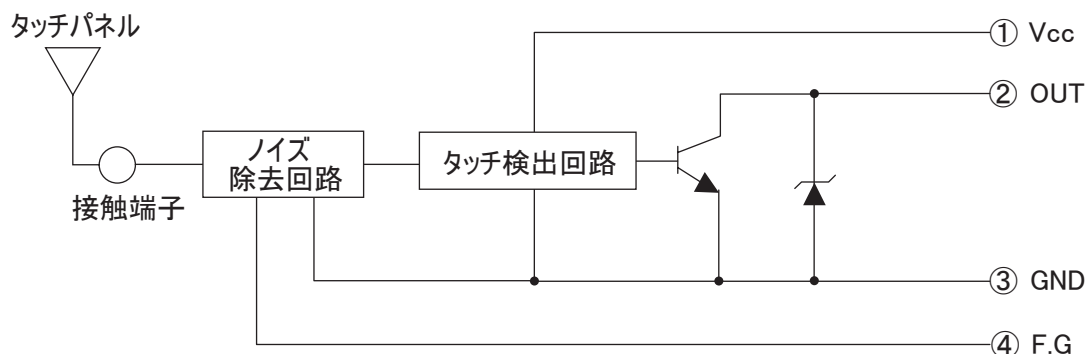 タッチパネル
① Vcc
② OUT
ノイズ
除去回路
タッチ検出回路
接触端子
③ GND
④ F.G